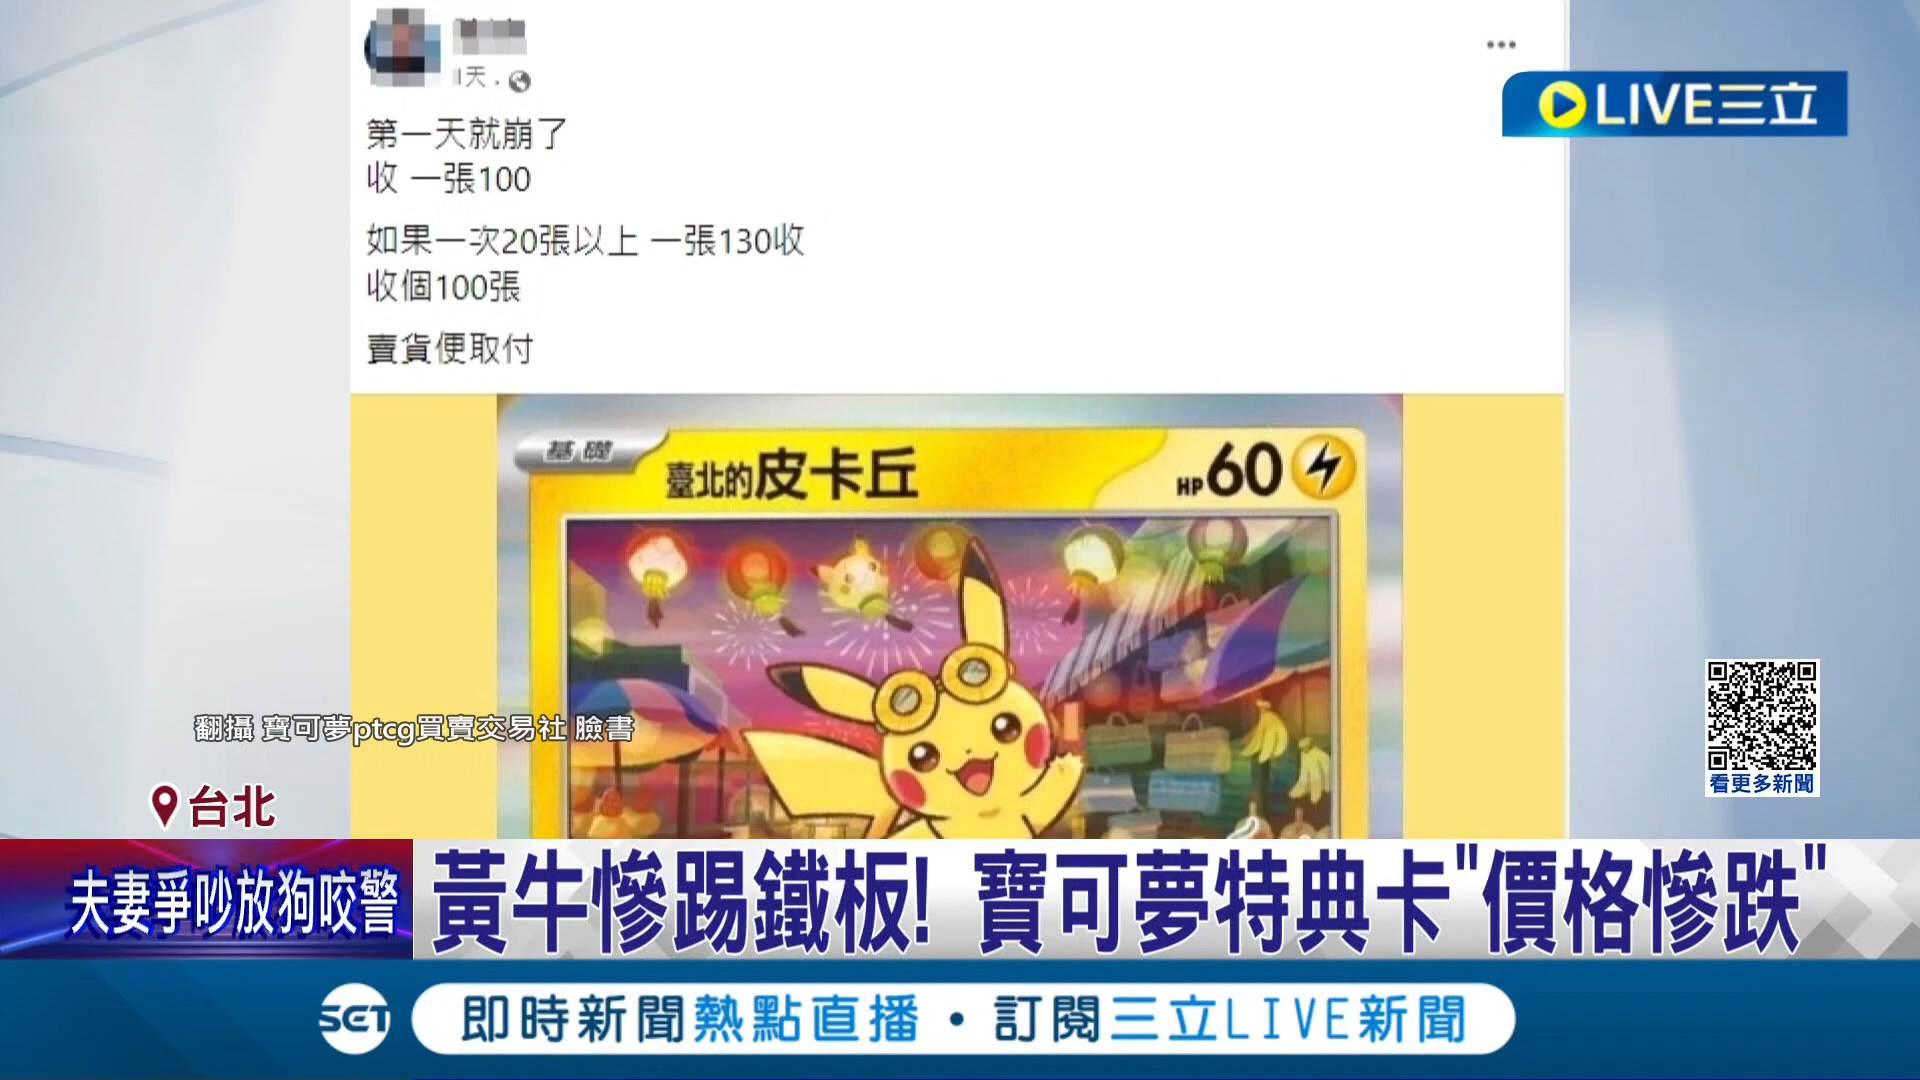 1天 .
LIVE三立
第一天就崩了
收 一張100
如果一次20張以上 一張130收
收個100張
賣貨便取付
基礎
臺北的皮卡丘
HP60
翻攝 寶可夢ptcg買賣交易社 臉書
看更多新聞
台北
夫妻爭吵放狗咬警
黃牛慘踢鐵板! 寶可夢特典卡"價格慘跌"
SET
即時新聞熱點直播・訂閱三立LIVE新聞